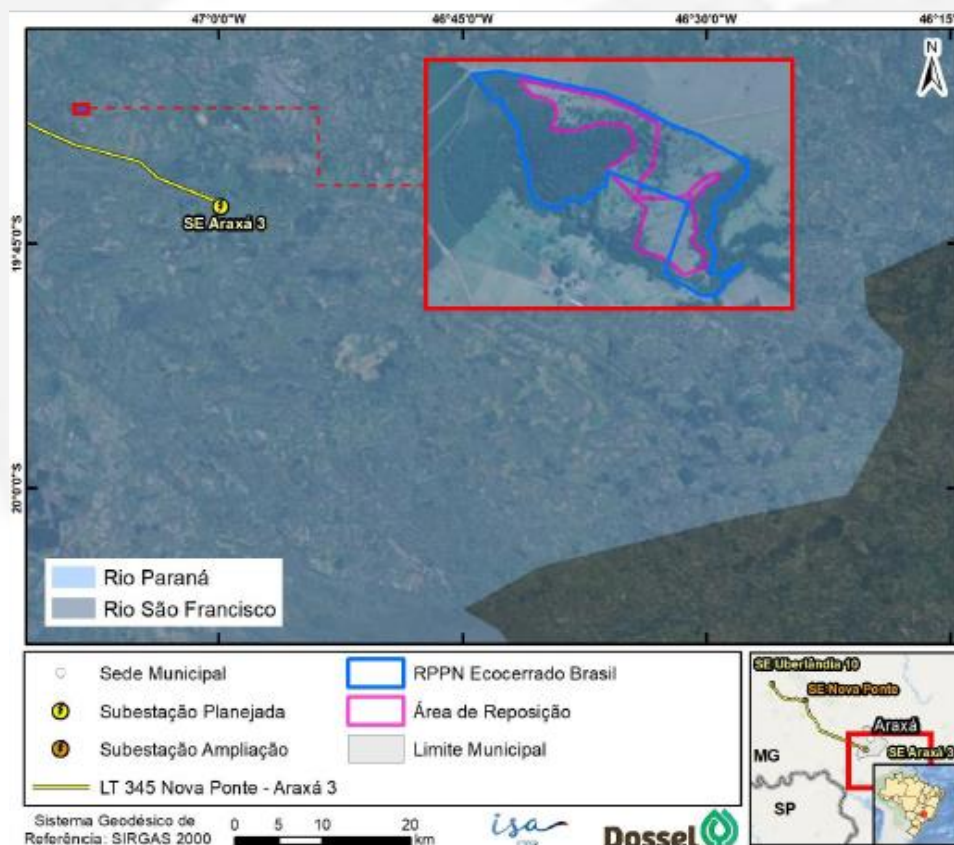 47°0'0"W
46°45'0"W
46°30'0"W
46°15'0"W
N
SE Araxá 3
19°45'0"S
20°0'0"S
Rio Paraná
Rio São Francisco
Sede Municipal
RPPN Ecocerrado Brasil
Subestação Planejada
Área de Reposição
Subestação Ampliação
Limite Municipal
LT 345 Nova Ponte - Araxá 3
SE Uberlândia 10
SE Nova Ponte
Araxá
SE Araxá 3
MG
SP
Sistema Geodésico de
Referência: SIRGAS 2000
0 5 10 20
km
isa
Dossel